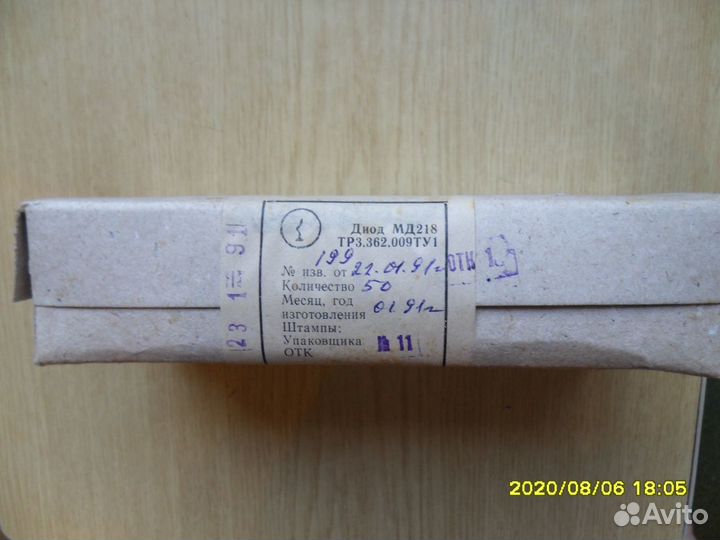 Диод МД218
ТР3.362.009ТУ1
199
№ изв. от 22.01.91г
Количество 50
Месяц, год
изготовления 01.91г
Штампы:
Упаковщика № 11
ОТК
23 1 91
ОТК
2020/08/06 18:05
Avito